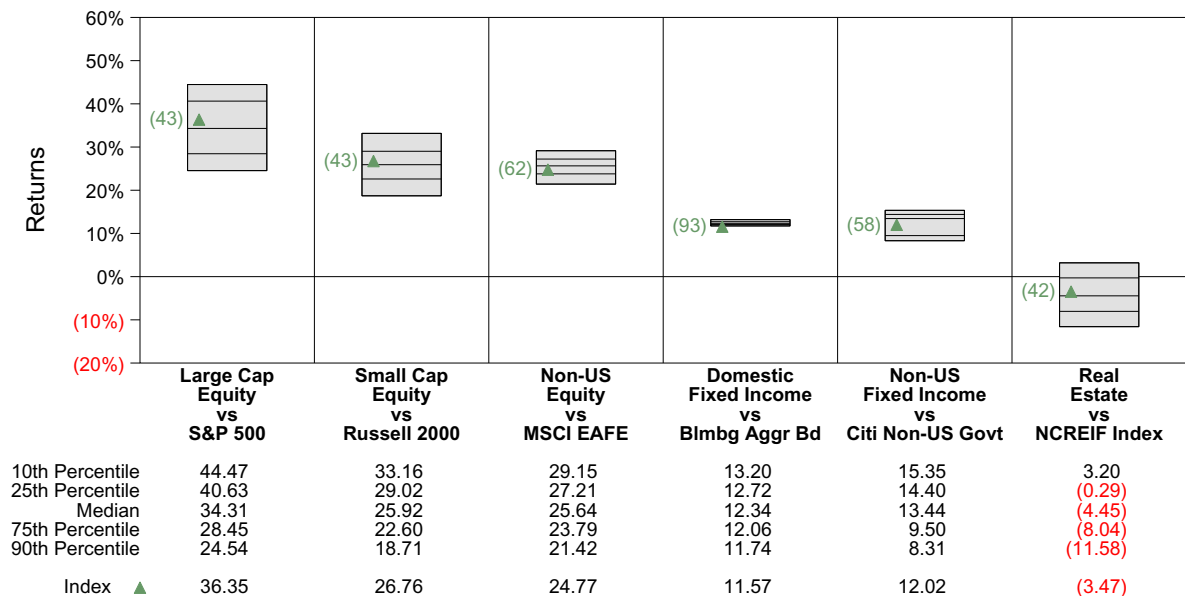 60%
50%
40%
30%
20%
10%
0%
(10%)
(20%)
Returns
(43)
(43)
(62)
(93)
(58)
(42)
Large Cap Equity vs S&P 500
Small Cap Equity vs Russell 2000
Non-US Equity vs MSCI EAFE
Domestic Fixed Income vs Blmbg Aggr Bd
Non-US Fixed Income vs Citi Non-US Govt
Real Estate vs NCREIF Index
10th Percentile 44.47 33.16 29.15 13.20 15.35 3.20
25th Percentile 40.63 29.02 27.21 12.72 14.40 (0.29)
Median 34.31 25.92 25.64 12.34 13.44 (4.45)
75th Percentile 28.45 22.60 23.79 12.06 9.50 (8.04)
90th Percentile 24.54 18.71 21.42 11.74 8.31 (11.58)
Index ▲ 36.35 26.76 24.77 11.57 12.02 (3.47)